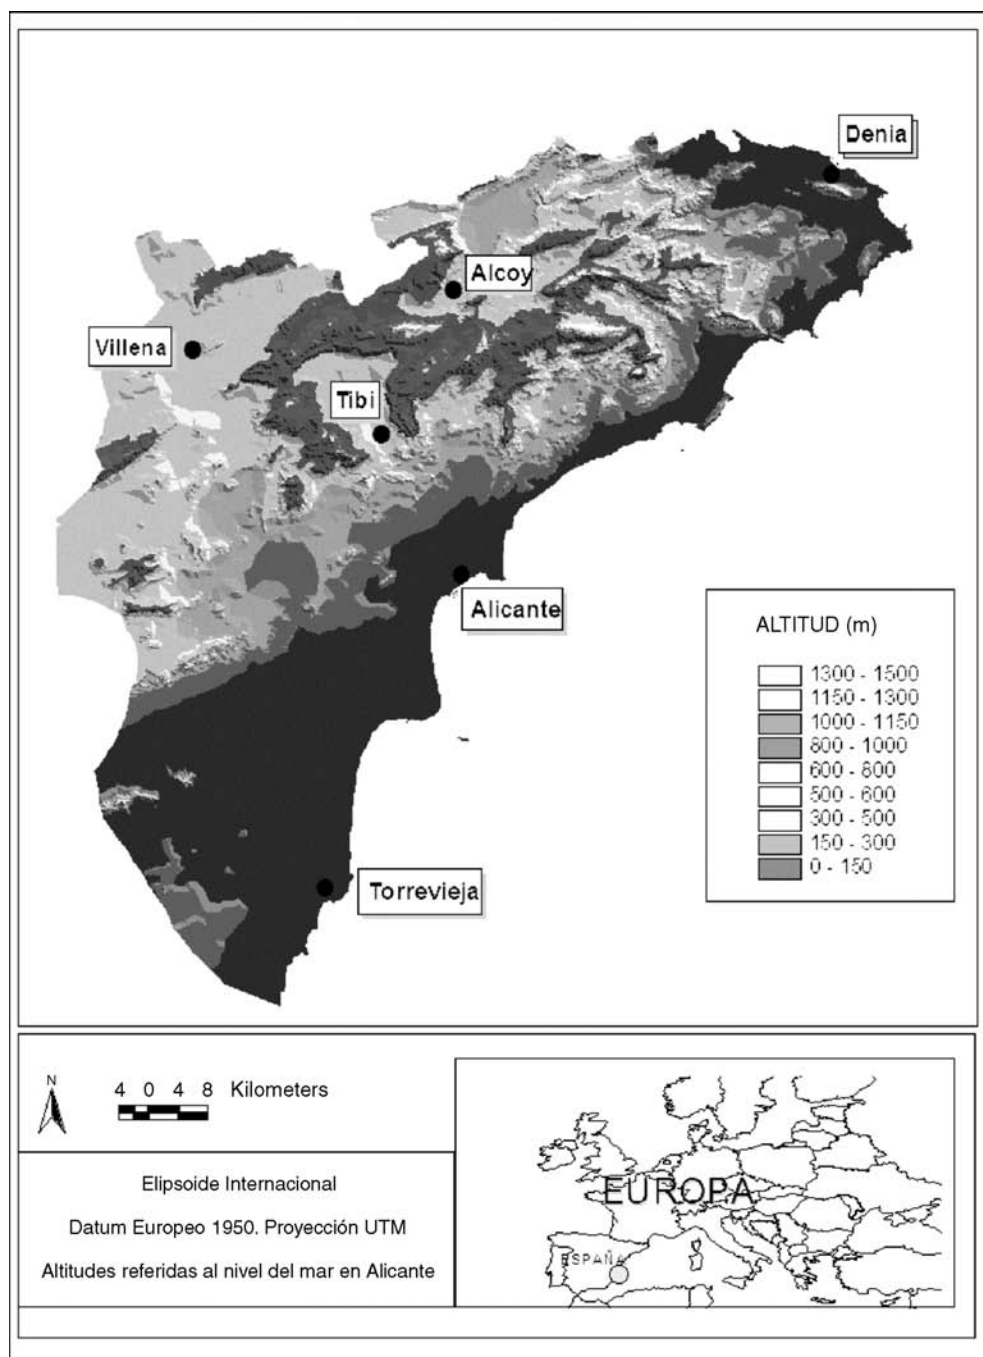 Denia
Alcoy
Villena
Tibi
Alicante
Torrevieja
ALTITUD (m)
1300 - 1500
1150 - 1300
1000 - 1150
800 - 1000
600 - 800
500 - 600
300 - 500
150 - 300
0 - 150
N
4 0 4 8 Kilometers
Elipsoide Internacional
Datum Europeo 1950. Proyección UTM
Altitudes referidas al nivel del mar en Alicante
EUROPA
ESPAÑA